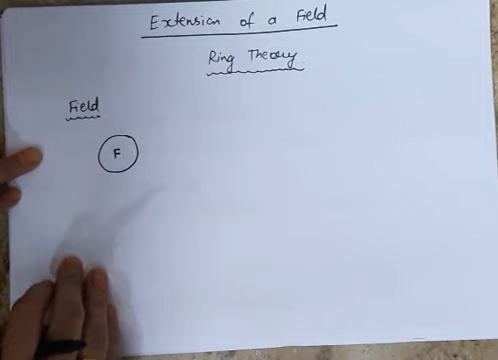 Extension of a Field
Ring Theory
Field
F